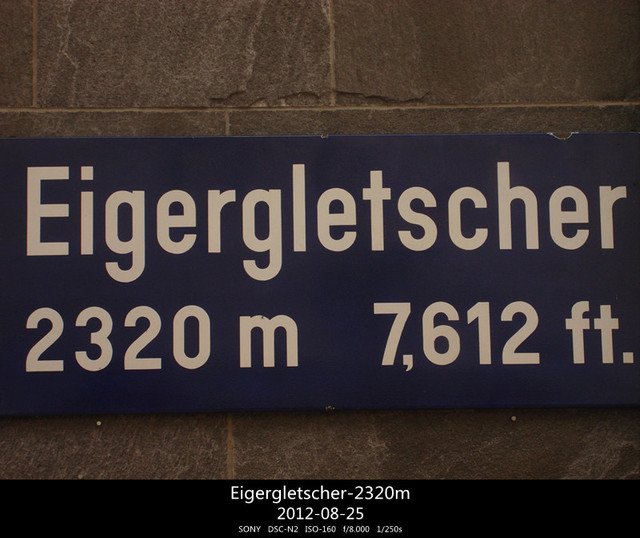 Eigergletscher
2320 m 7,612 ft.
Eigergletscher-2320m
2012-08-25
SONY DSC-N2 ISO-160 f/8.000 1/250s